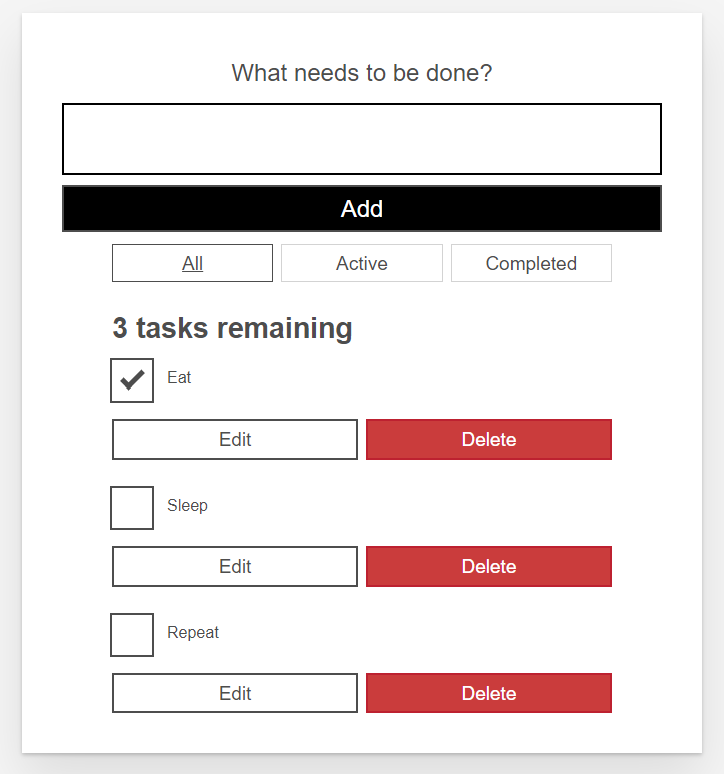 What needs to be done?
Add
All Active Completed
3 tasks remaining
Eat
Edit Delete
Sleep
Edit Delete
Repeat
Edit Delete